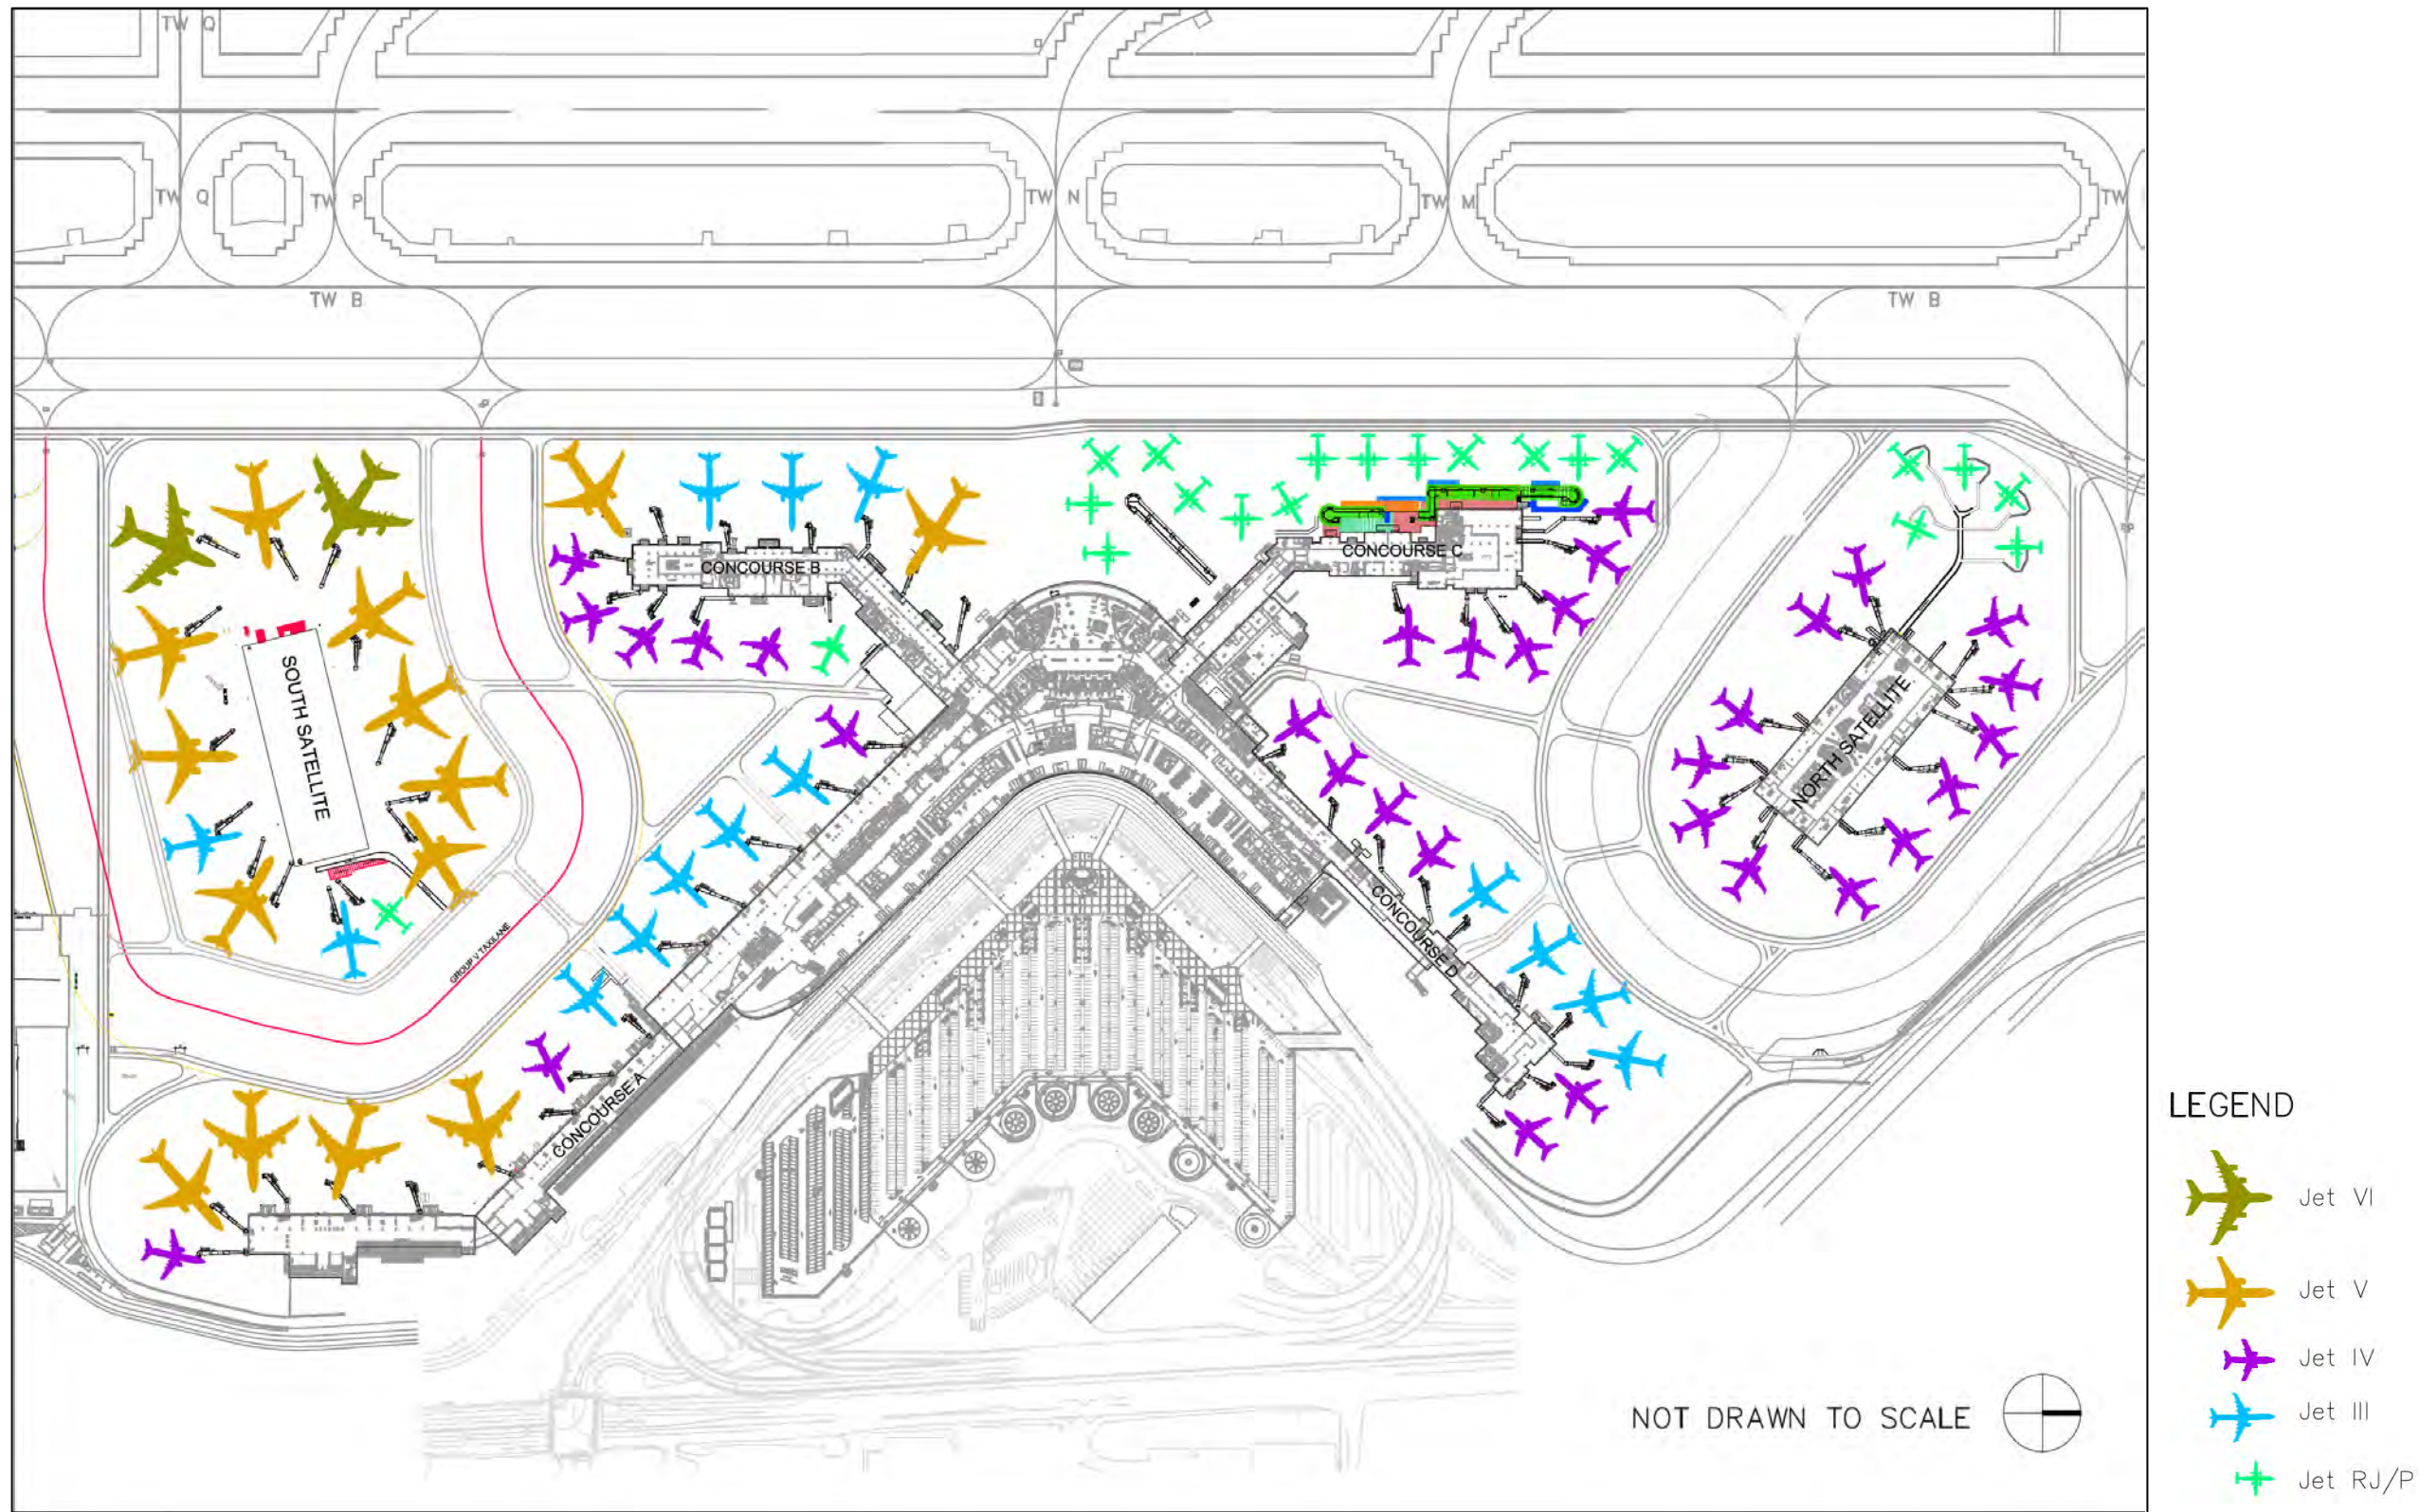 TW Q
TW Q
TW P
TW N
TW M
TW
TW B
TW B
CONCOURSE B
CONCOURSE C
SOUTH SATELLITE
NORTH SATELLITE
CONCOURSE D
GROUP V TAXILANE
CONCOURSE A
LEGEND
Jet VI
Jet V
Jet IV
Jet III
Jet RJ/P
NOT DRAWN TO SCALE